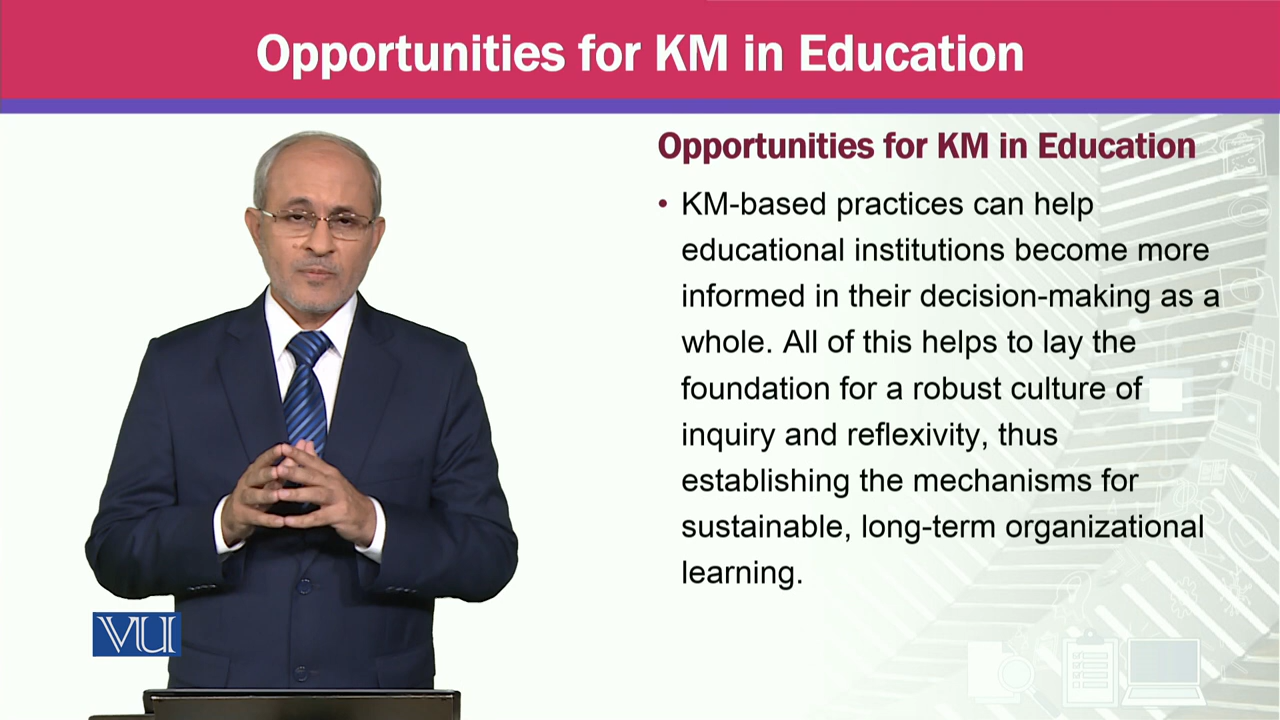 Opportunities for KM in Education
Opportunities for KM in Education
• KM-based practices can help
educational institutions become more
informed in their decision-making as a
whole. All of this helps to lay the
foundation for a robust culture of
inquiry and reflexivity, thus
establishing the mechanisms for
sustainable, long-term organizational
learning.
VU